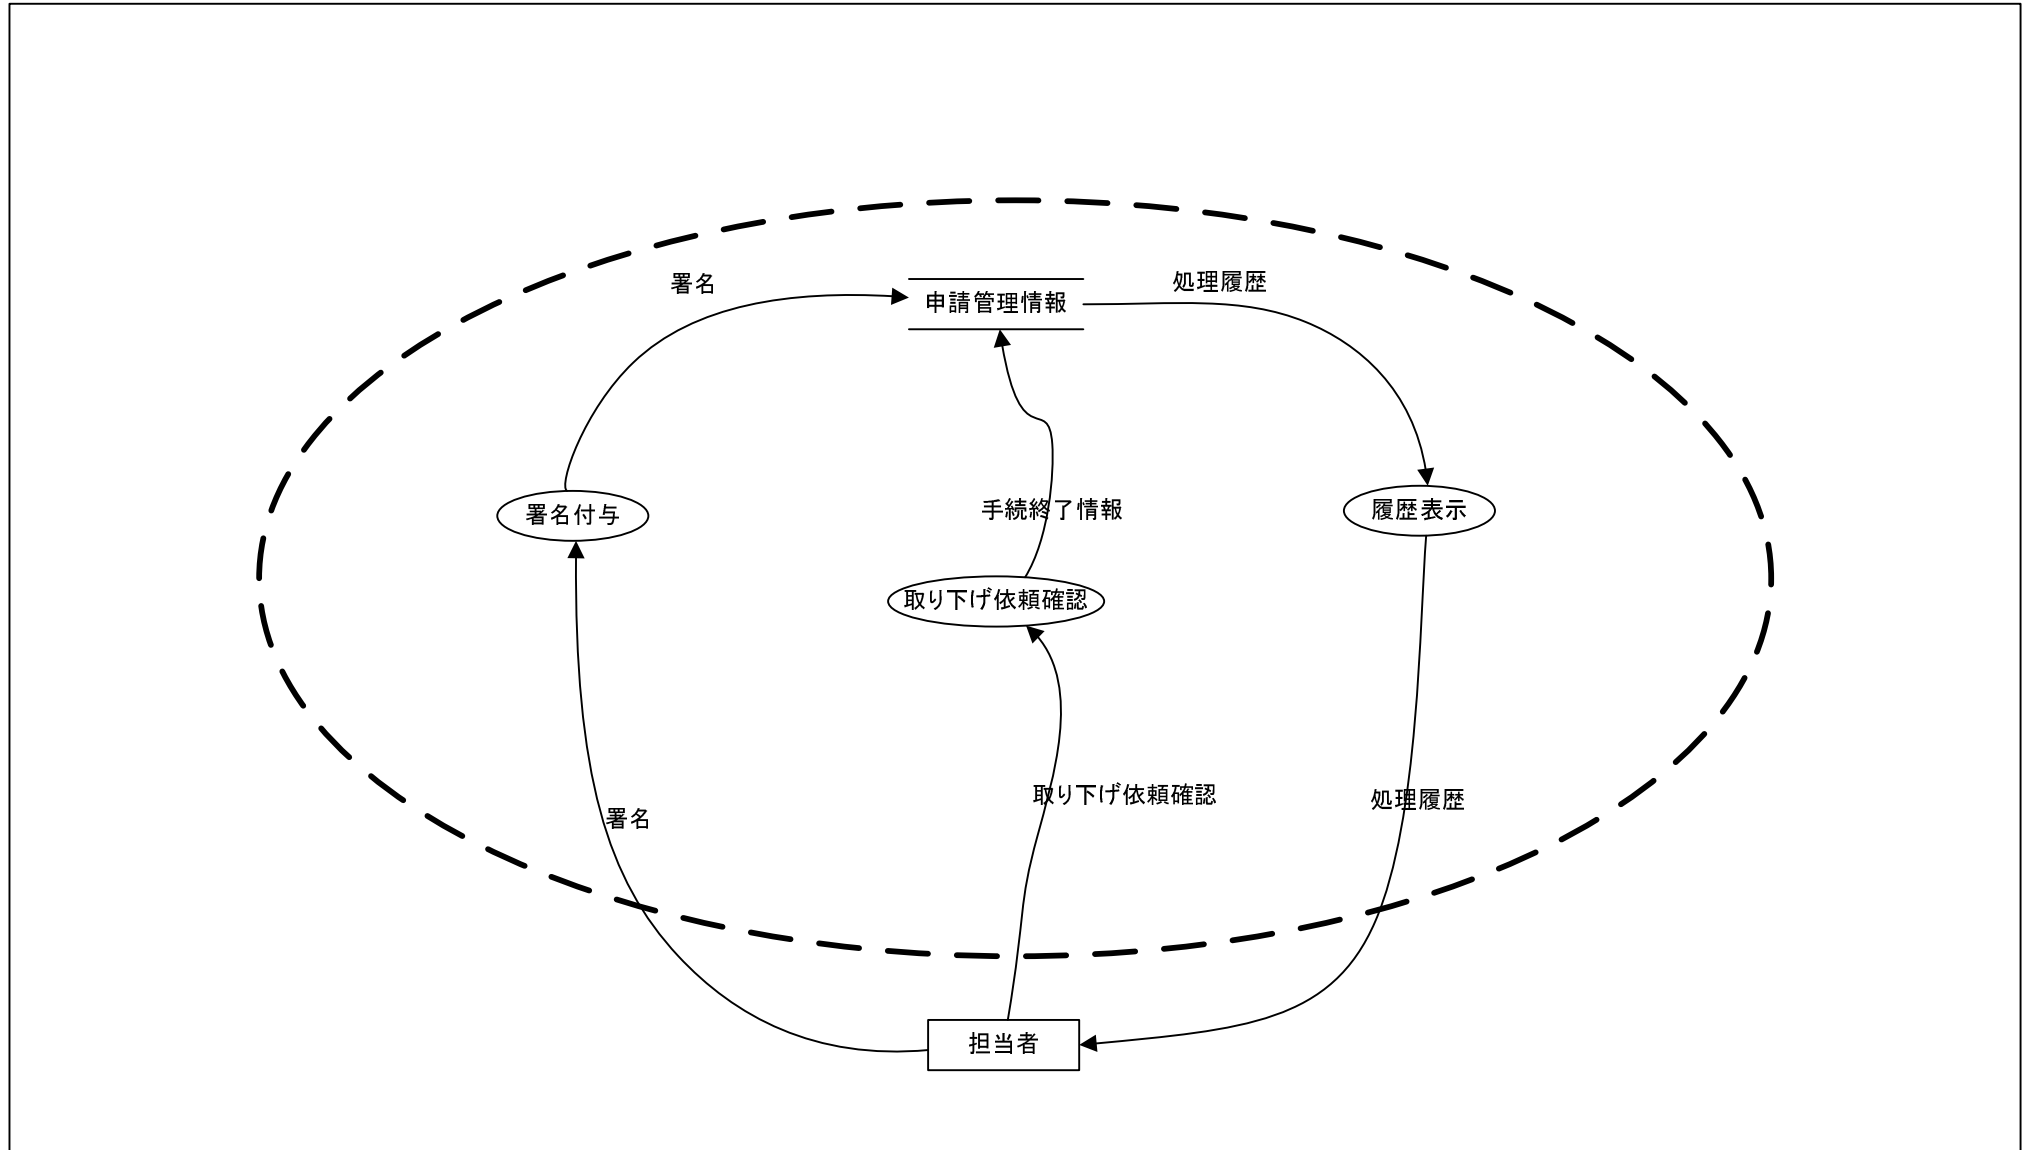 署名
処理履歴
申請管理情報
署名付与
手続終了情報
履歴表示
取り下げ依頼確認
取り下げ依頼確認
処理履歴
署名
担当者